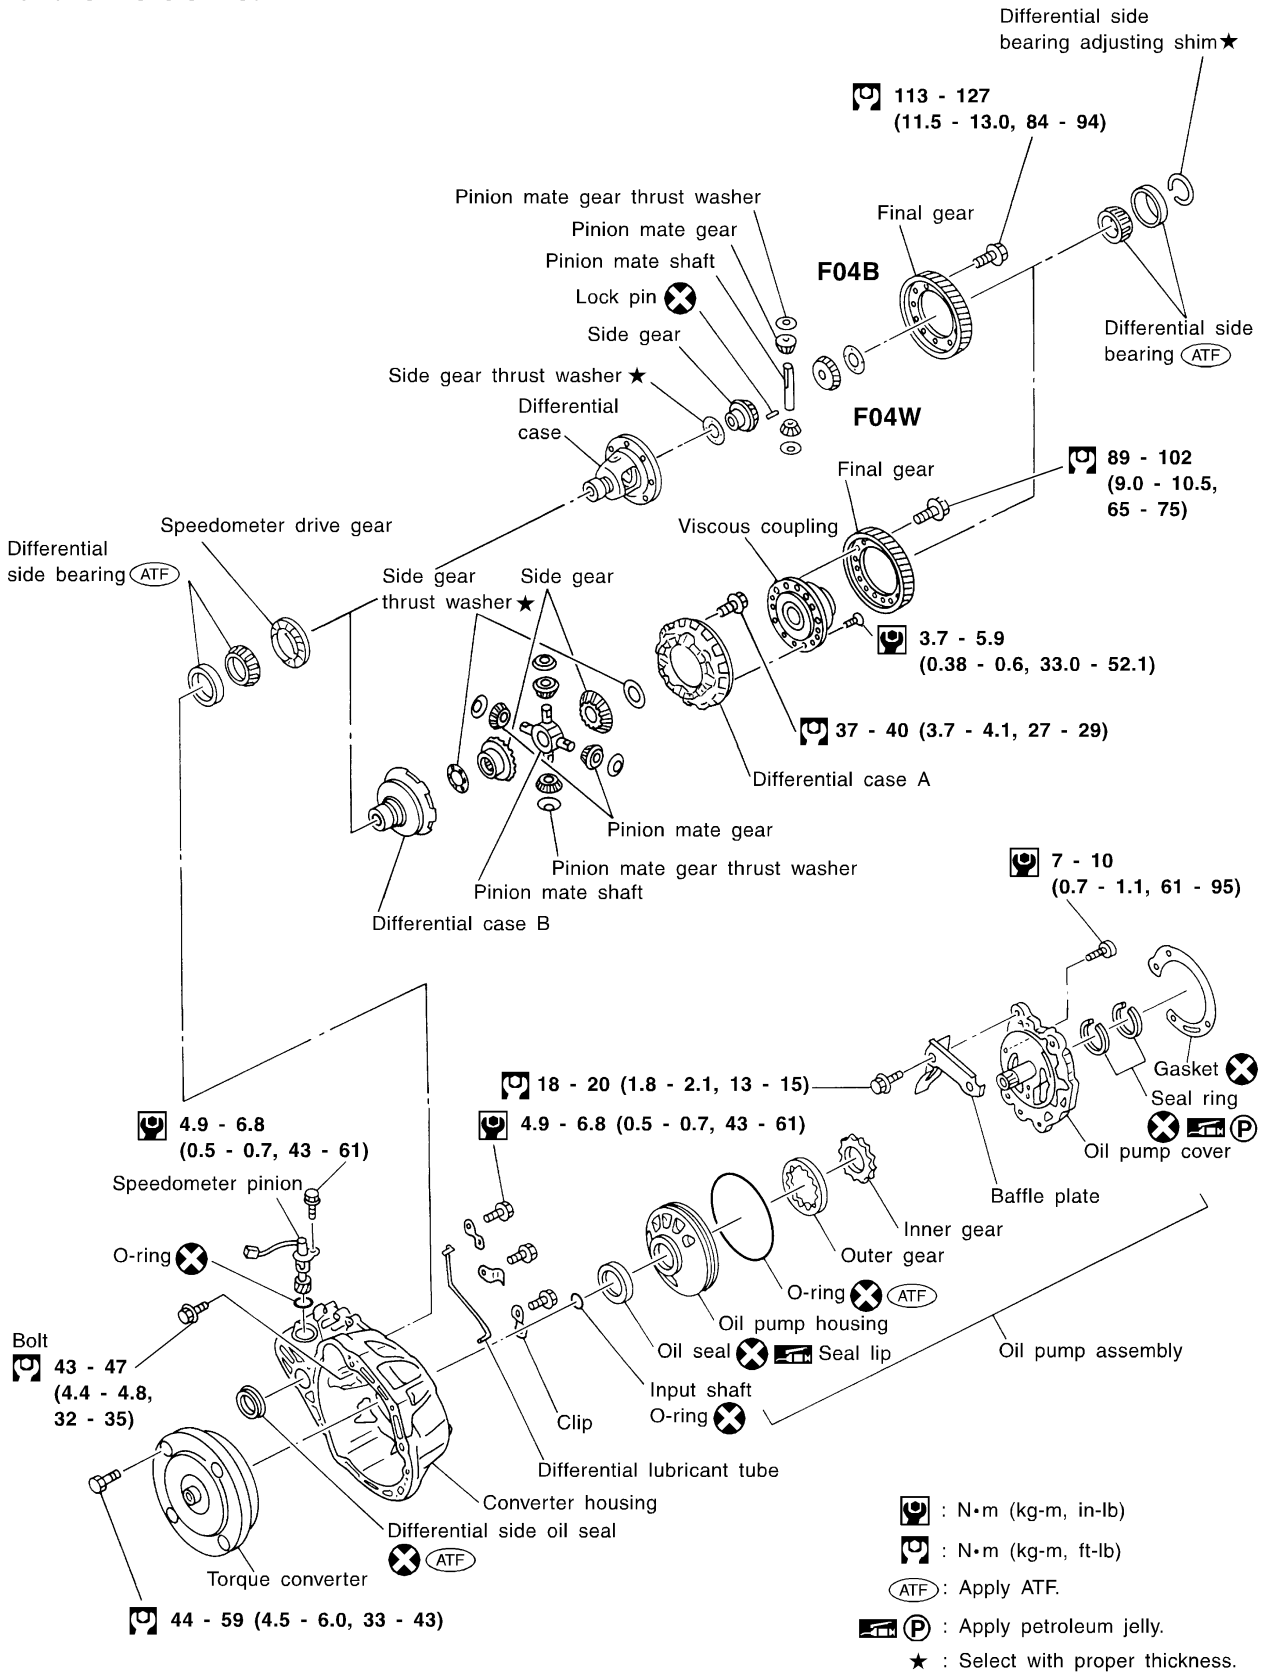 Differential side
bearing adjusting shim★
113 - 127
(11.5 - 13.0, 84 - 94)
Pinion mate gear thrust washer
Final gear
Pinion mate gear
Pinion mate shaft
F04B
Lock pin
Side gear
Differential side
bearing ATF
Side gear thrust washer★
Differential
case
F04W
Final gear
89 - 102
(9.0 - 10.5,
65 - 75)
Speedometer drive gear
Viscous coupling
Differential
side bearing ATF
Side gear
thrust washer★
Side gear
3.7 - 5.9
(0.38 - 0.6, 33.0 - 52.1)
37 - 40 (3.7 - 4.1, 27 - 29)
Differential case A
Pinion mate gear
Pinion mate gear thrust washer
Pinion mate shaft
Differential case B
7 - 10
(0.7 - 1.1, 61 - 95)
Gasket
Seal ring
P
Oil pump cover
18 - 20 (1.8 - 2.1, 13 - 15)
4.9 - 6.8 (0.5 - 0.7, 43 - 61)
4.9 - 6.8
(0.5 - 0.7, 43 - 61)
Speedometer pinion
Baffle plate
Inner gear
Outer gear
O-ring
O-ring ATF
Oil pump housing
Bolt
43 - 47
(4.4 - 4.8,
32 - 35)
Oil seal Seal lip
Oil pump assembly
Input shaft
O-ring
Clip
Differential lubricant tube
Converter housing
Differential side oil seal
ATF
Torque converter
44 - 59 (4.5 - 6.0, 33 - 43)
: N•m (kg-m, in-lb)
: N•m (kg-m, ft-lb)
ATF : Apply ATF.
P : Apply petroleum jelly.
★ : Select with proper thickness.